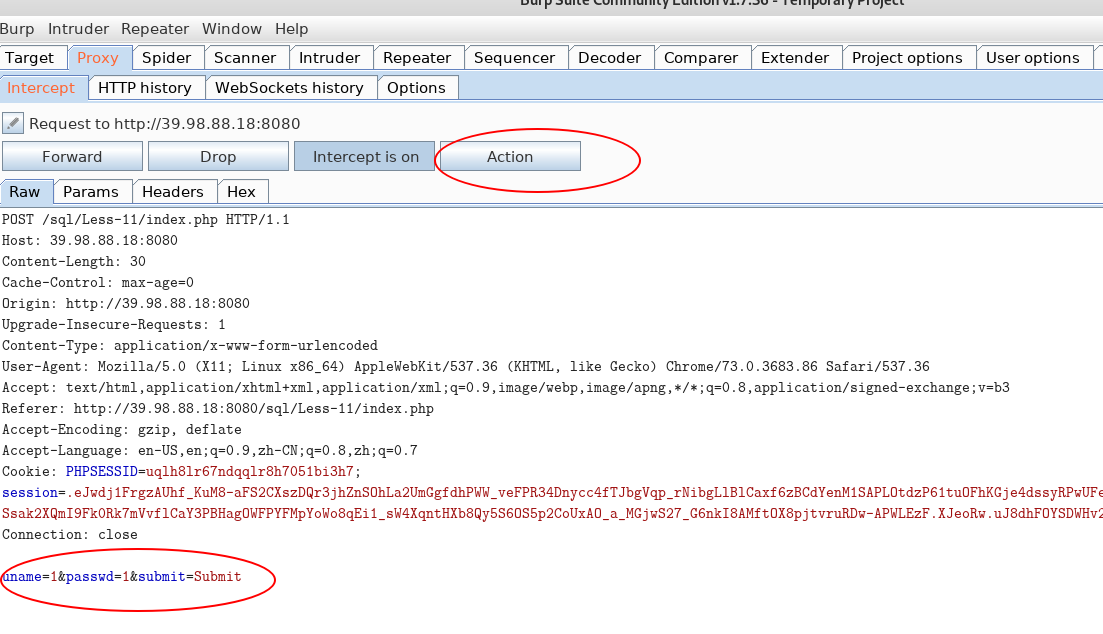 Burp Suite Community Edition v1.7.36 - Temporary Project
Burp Intruder Repeater Window Help
Target Proxy Spider Scanner Intruder Repeater Sequencer Decoder Comparer Extender Project options User options
Intercept HTTP history WebSockets history Options
Request to http://39.98.88.18:8080
Forward Drop Intercept is on Action
Raw Params Headers Hex
POST /sql/Less-11/index.php HTTP/1.1
Host: 39.98.88.18:8080
Content-Length: 30
Cache-Control: max-age=0
Origin: http://39.98.88.18:8080
Upgrade-Insecure-Requests: 1
Content-Type: application/x-www-form-urlencoded
User-Agent: Mozilla/5.0 (X11; Linux x86_64) AppleWebKit/537.36 (KHTML, like Gecko) Chrome/73.0.3683.86 Safari/537.36
Accept: text/html,application/xhtml+xml,application/xml;q=0.9,image/webp,image/apng,*/*;q=0.8,application/signed-exchange;v=b3
Referer: http://39.98.88.18:8080/sql/Less-11/index.php
Accept-Encoding: gzip, deflate
Accept-Language: en-US,en;q=0.9,zh-CN;q=0.8,zh;q=0.7
Cookie: PHPSESSID=uqlh8lr67ndqqlr8h7051bi3h7;
session=.eJwdj1FrgzAUhf_KuM8-aFS2CXszDQr3jhZnSOhLa2UmGgfdhPWW_veFPR34Dnycc4fTJbgVqp_rNibgLlBlCaxf6zBCdYenM1SAPLOtdzP61tuOFhKGje4dssyRPwUFe
Ssak2XQmI9FkORk7mVvflCaY3PBHagOWFPYFMpYoWo8qEi1_sW4XqntHXb8Qy5S6OS5p2CoUxAO_a_MGjwS27_G6nkI8AMftOX8pjtvruRDw-APWLEzF.XJeoRw.uJ8dhFOYSDWHv2
Connection: close
uname=1&passwd=1&submit=Submit